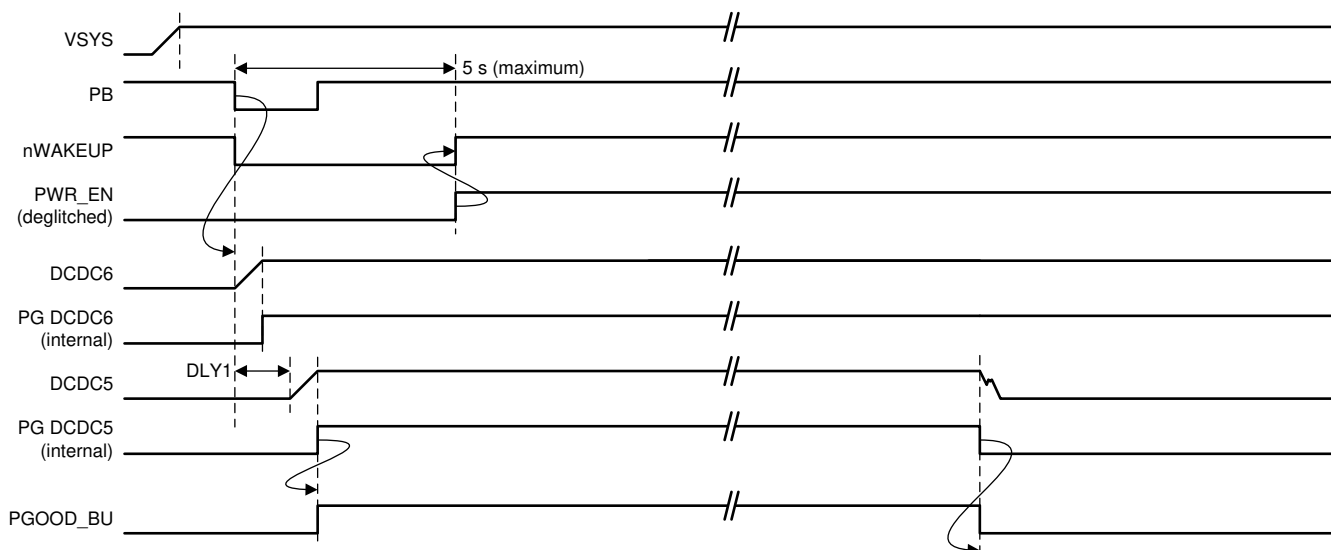 VSYS
5 s (maximum)
PB
nWAKEUP
PWR_EN
(deglitched)
DCDC6
PG DCDC6
(internal)
DLY1
DCDC5
PG DCDC5
(internal)
PGOOD_BU